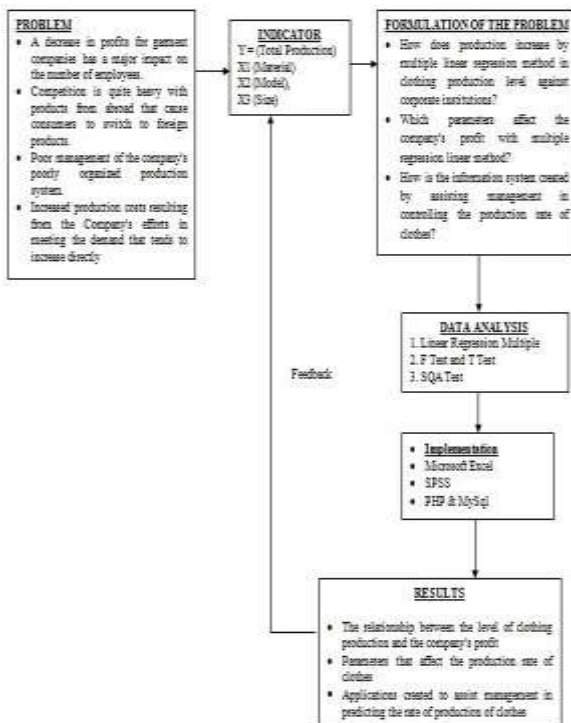 PROBLEM
• A decrease in profits for garment
companies has a major impact on
the number of employees.
• Competition is quite heavy with
products from abroad that cause
consumers to switch to foreign
products.
• Poor management of the company's
poorly organized production
system.
• Increased production costs resulting
from the Company's efforts in
meeting the demand that tends to
increase directly
INDICATOR
Y = (Total Production)
X1 (Material)
X2 (Model),
X3 (Size)
FORMULATION OF THE PROBLEM
• How does production increase by
multiple linear regression method in
clothing production level against
corporate institutions?
• Which parameters affect the
company's profit with multiple
regression linear method?
• How is the information system created
by assisting management in
controlling the production rate of
clothes?
DATA ANALYSIS
1. Linear Regression Multiple
2. F Test and T Test
3. SQA Test
Feedback
• Implementation
• Microsoft Excel
• SPSS
• PHP & MySql
RESULTS
• The relationship between the level of clothing
production and the company's profit
• Parameters that affect the production rate of
clothes
• Applications created to assist management in
predicting the rate of production of clothes